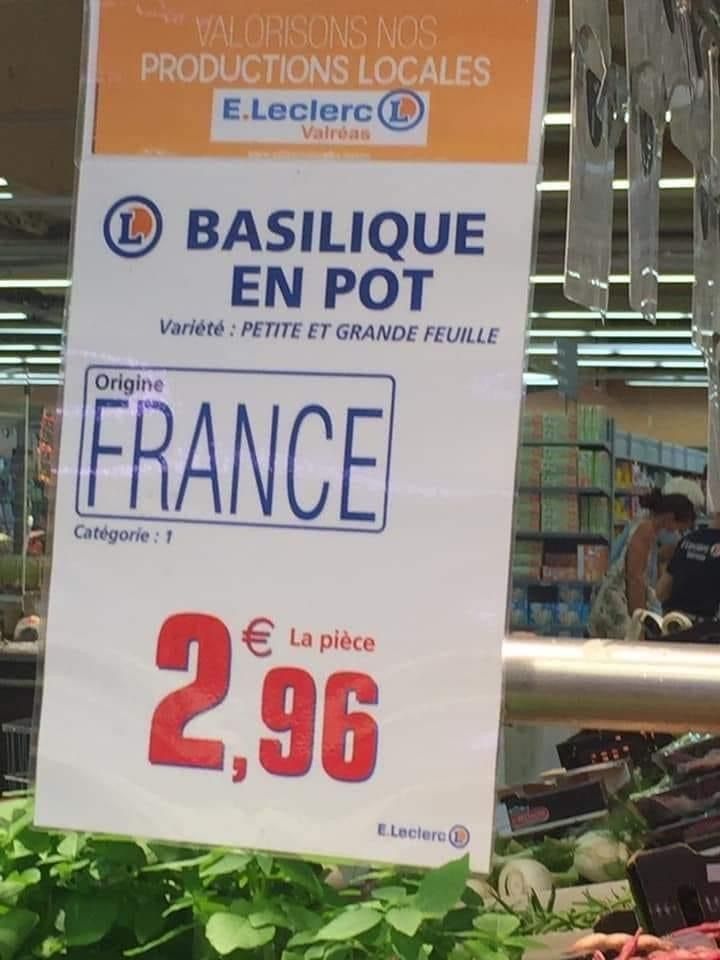 VALORISONS NOS
PRODUCTIONS LOCALES
E.Leclerc L
Valréas
L BASILIQUE
EN POT
Variété : PETITE ET GRANDE FEUILLE
Origine
FRANCE
Catégorie : 1
2,96 € La pièce
E.Leclerc L